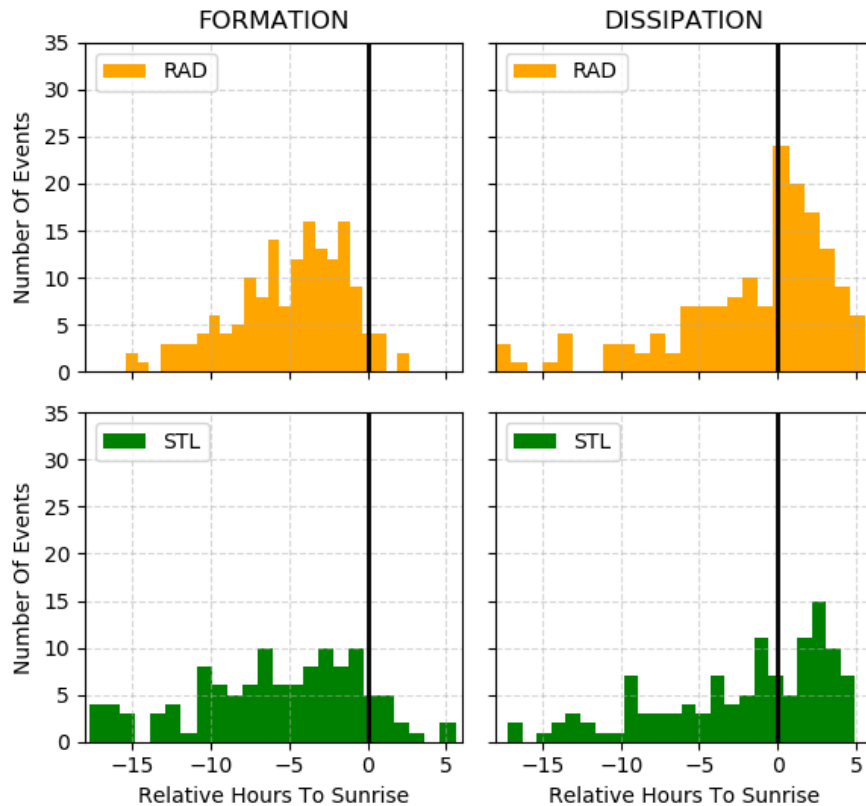 FORMATION
DISSIPATION
35
30
25
20
15
10
5
0
Number Of Events
RAD
RAD
35
30
25
20
15
10
5
0
Number Of Events
STL
STL
−15 −10 −5 0 5
−15 −10 −5 0 5
Relative Hours To Sunrise
Relative Hours To Sunrise